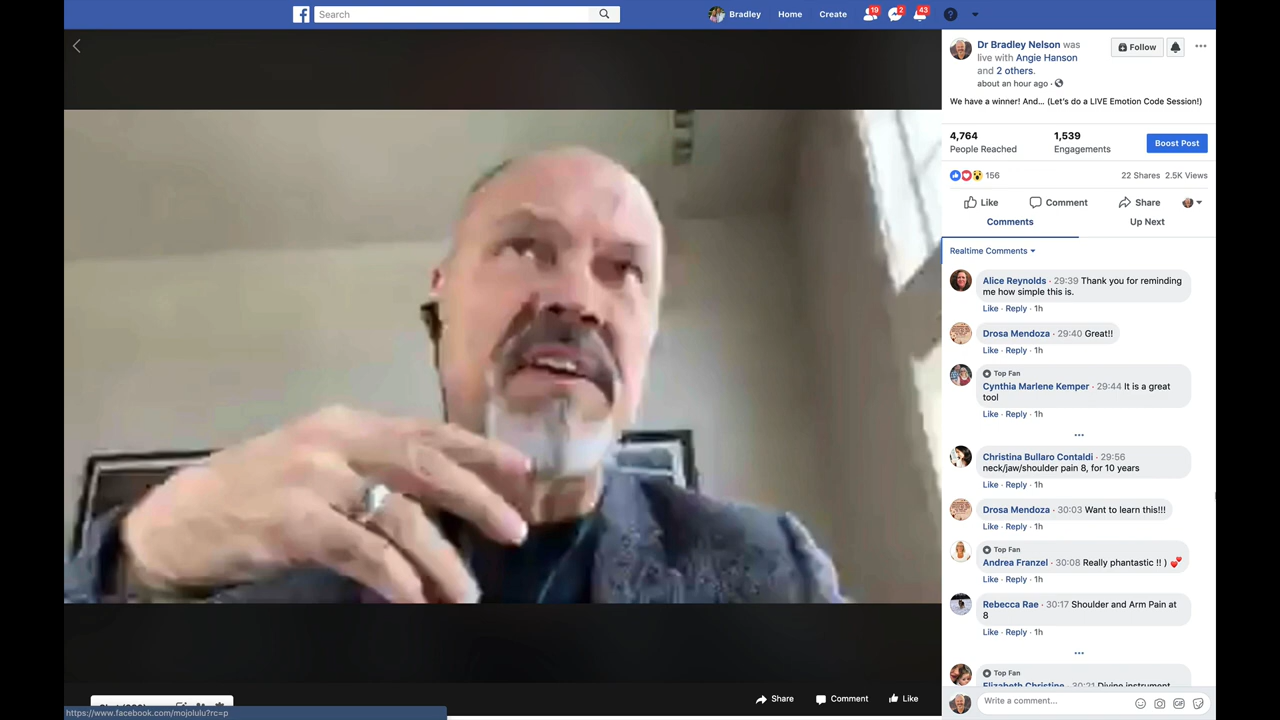 Search
Bradley
Home
Create
19
2
43
Dr Bradley Nelson was
live with Angie Hanson
and 2 others.
about an hour ago ·
Follow
We have a winner! And... (Let's do a LIVE Emotion Code Session!)
4,764
People Reached
1,539
Engagements
Boost Post
156
22 Shares 2.5K Views
Like
Comment
Share
Comments
Up Next
Realtime Comments
Alice Reynolds · 29:39 Thank you for reminding
me how simple this is.
Like · Reply · 1h
Drosa Mendoza · 29:40 Great!!
Like · Reply · 1h
Top Fan
Cynthia Marlene Kemper · 29:44 It is a great
tool
Like · Reply · 1h
Christina Bullaro Contaldi · 29:56
neck/jaw/shoulder pain 8, for 10 years
Like · Reply · 1h
Drosa Mendoza · 30:03 Want to learn this!!!
Like · Reply · 1h
Top Fan
Andrea Franzel · 30:08 Really phantastic !! ) 💕
Like · Reply · 1h
Rebecca Rae · 30:17 Shoulder and Arm Pain at
8
Like · Reply · 1h
Top Fan
Elizabeth Christine · 30:21 Divine instrument
Write a comment...
Share
Comment
Like
https://www.facebook.com/mojolulu?rc=p